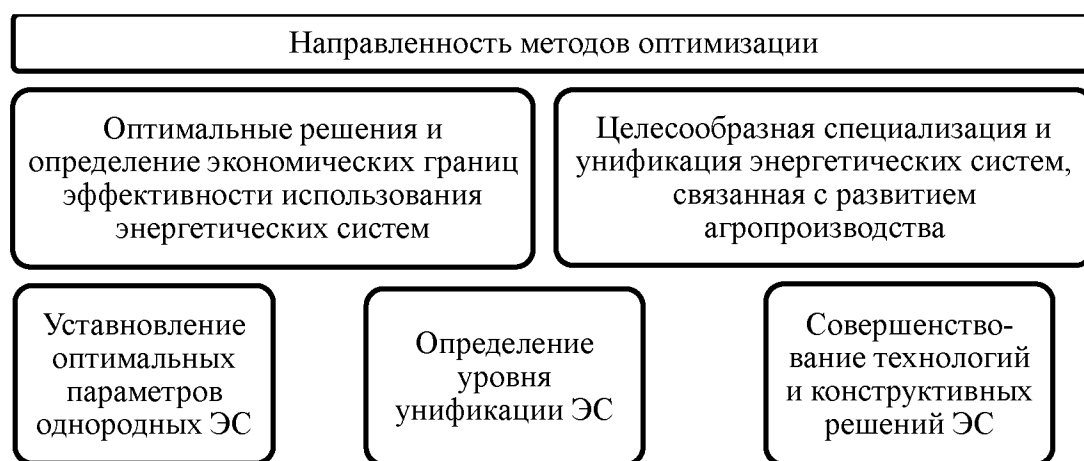 Направленность методов оптимизации
Оптимальные решения и
определение экономических границ
эффективности использования
энергетических систем
Целесообразная специализация и
унификация энергетических систем,
связанная с развитием
агропроизводства
Уставновление
оптимальных
параметров
однородных ЭС
Определение
уровня
унификации ЭС
Совершенство-
вание технологий
и конструктивных
решений ЭС